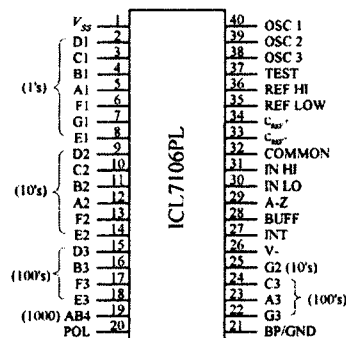 V_SS 1 40 OSC 1
D1 2 39 OSC 2
C1 3 38 OSC 3
B1 4 37 TEST
(1's) A1 5 36 REF HI
F1 6 35 REF LOW
G1 7 34 C_REF+
E1 8 33 C_REF-
D2 9 32 COMMON
C2 10 31 IN HI
(10's) B2 11 30 IN LO
A2 12 29 A-Z
F2 13 28 BUFF
E2 14 27 INT
D3 15 26 V-
(100's) B3 16 25 G2 (10's)
F3 17 24 C3
E3 18 23 A3 (100's)
(1000) AB4 19 22 G3
POL 20 21 BP/GND
ICL7106PL